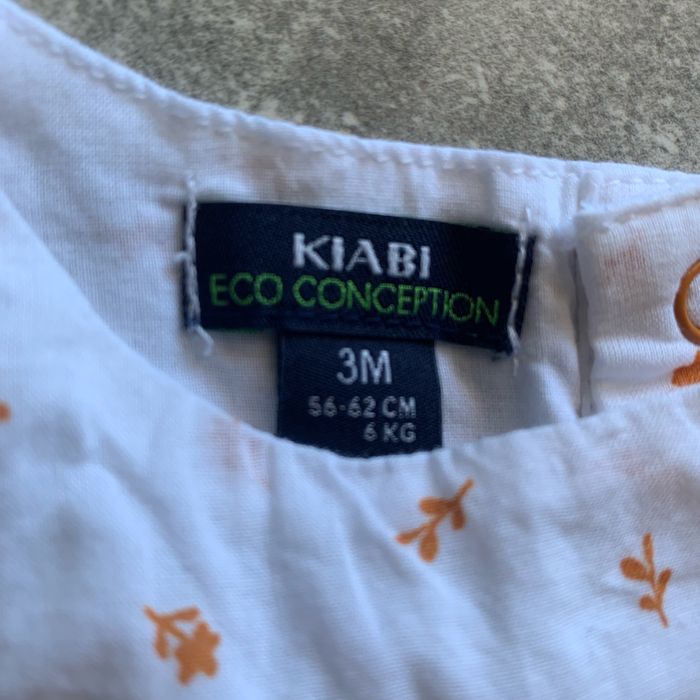 KIABI
ECO CONCEPTION
3M
56-62 CM
6 KG